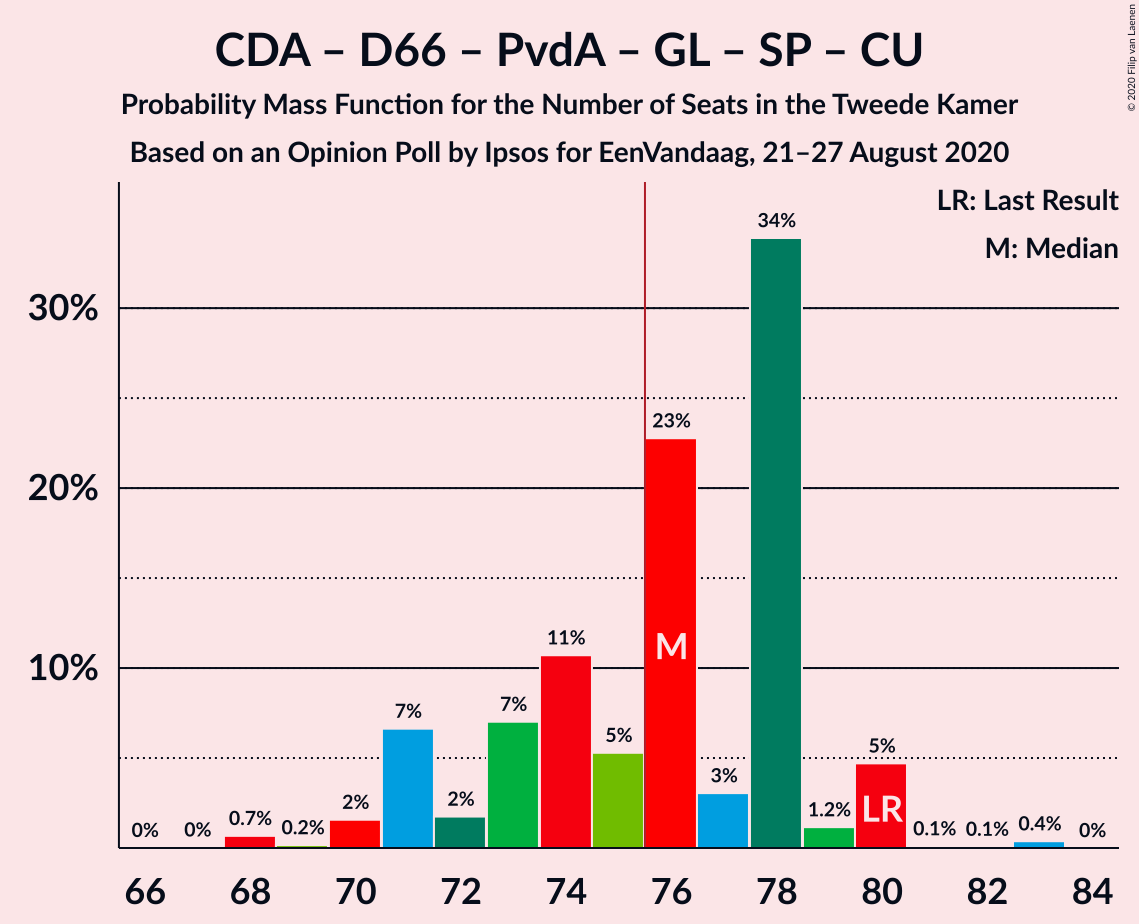 CDA – D66 – PvdA – GL – SP – CU
Probability Mass Function for the Number of Seats in the Tweede Kamer
Based on an Opinion Poll by Ipsos for EenVandaag, 21–27 August 2020
© 2020 Filip van Laenen
LR: Last Result
M: Median
30%
20%
10%
0% 0% 0.7% 0.2% 2% 7% 2% 7% 11% 5% 23% 3% 34% 1.2% 5% 0.1% 0.1% 0.4% 0%
M
LR
66 68 70 72 74 76 78 80 82 84